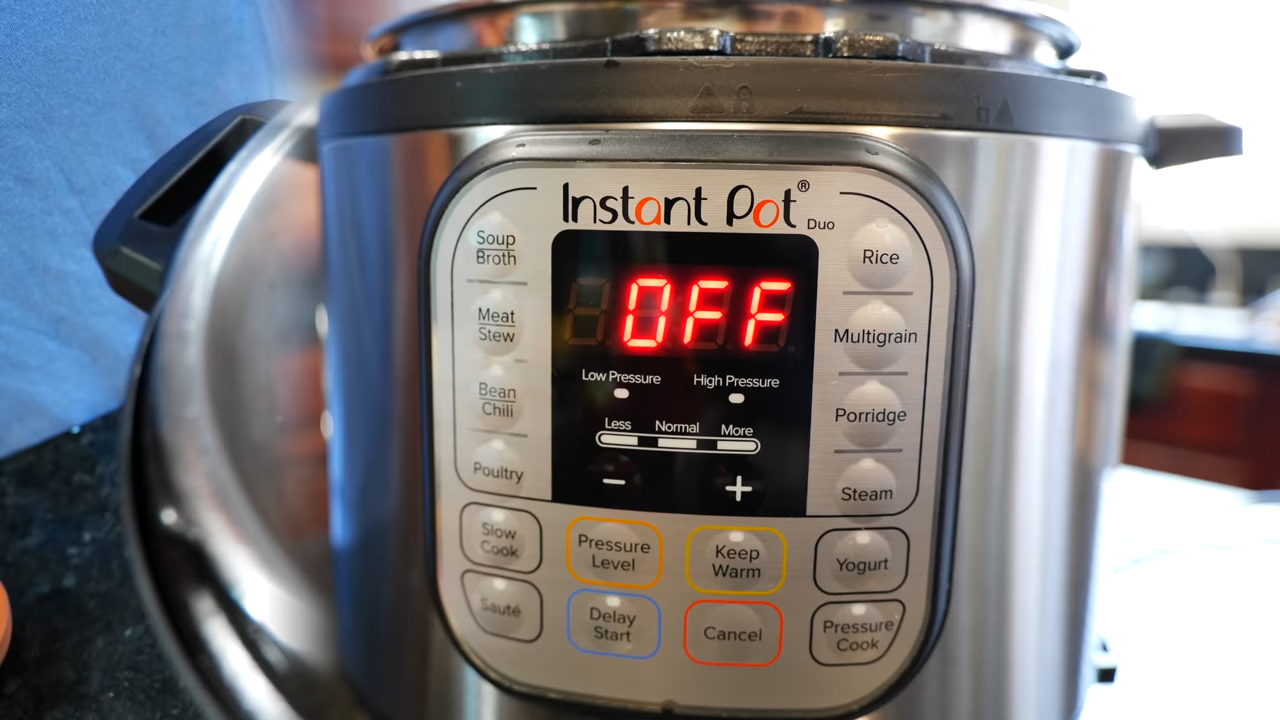 Instant Pot®
Duo
Soup
Broth
Meat
Stew
Bean
Chili
Poultry
OFF
Low Pressure
High Pressure
Less
Normal
More
−
+
Rice
Multigrain
Porridge
Steam
Slow
Cook
Pressure
Level
Keep
Warm
Yogurt
Sauté
Delay
Start
Cancel
Pressure
Cook